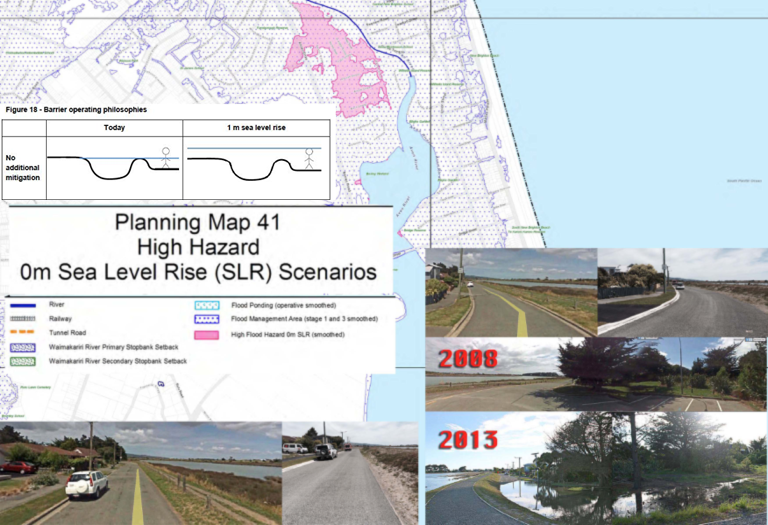 Figure 18 - Barrier operating philosophies
Today
1 m sea level rise
No
additional
mitigation
Planning Map 41
High Hazard
0m Sea Level Rise (SLR) Scenarios
River
Railway
Tunnel Road
Waimakariri River Primary Stopbank Setback
Waimakariri River Secondary Stopbank Setback
Flood Ponding (operative smoothed)
Flood Management Area (stage 1 and 3 smoothed)
High Flood Hazard 0m SLR (smoothed)
2008
2013